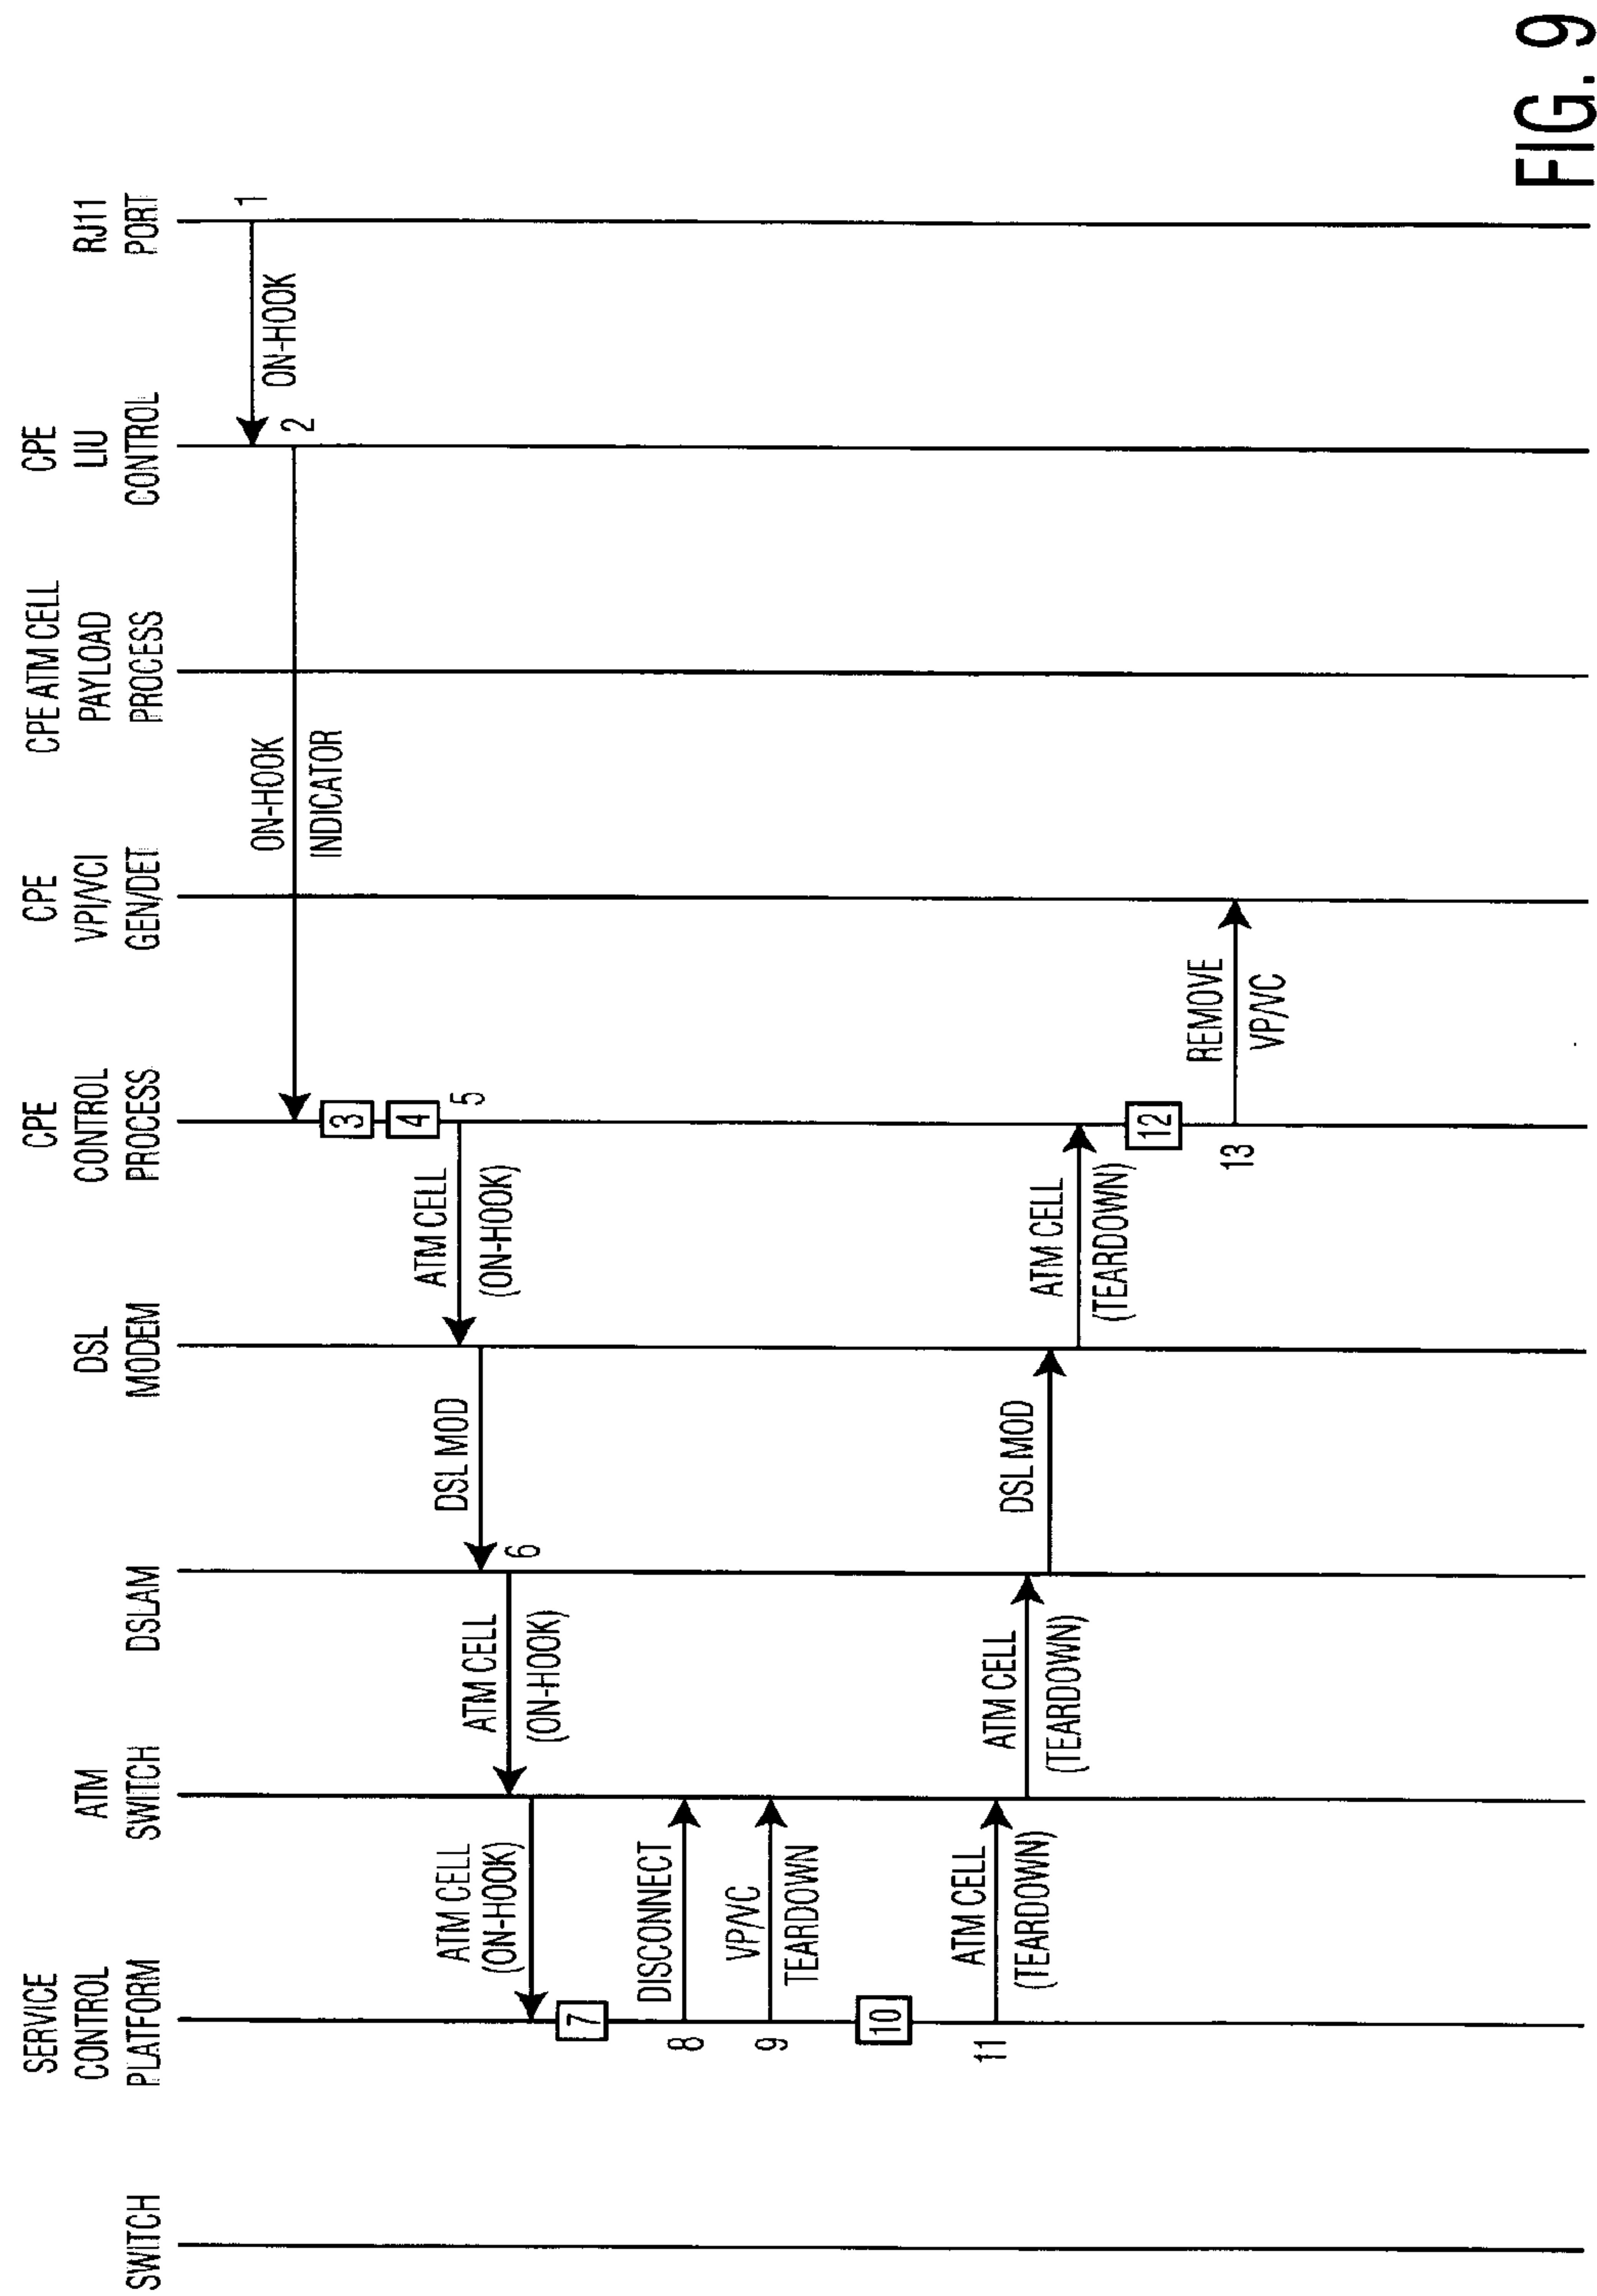 SWITCH
SERVICE
CONTROL
PLATFORM
ATM
SWITCH
DSLAM
DSL
MODEM
CPE
CONTROL
PROCESS
CPE
VPI/VCI
GEN/DET
CPE ATM CELL
PAYLOAD
PROCESS
CPE
LIU
CONTROL
RJ11
PORT
1
ON-HOOK
2
ON-HOOK
INDICATOR
3
4
5
ATM CELL
(ON-HOOK)
DSL MOD
6
ATM CELL
(ON-HOOK)
ATM CELL
(ON-HOOK)
7
8
DISCONNECT
9
VP/VC
TEARDOWN
10
11
ATM CELL
(TEARDOWN)
ATM CELL
(TEARDOWN)
DSL MOD
ATM CELL
(TEARDOWN)
12
13
REMOVE
VP/VC
FIG. 9